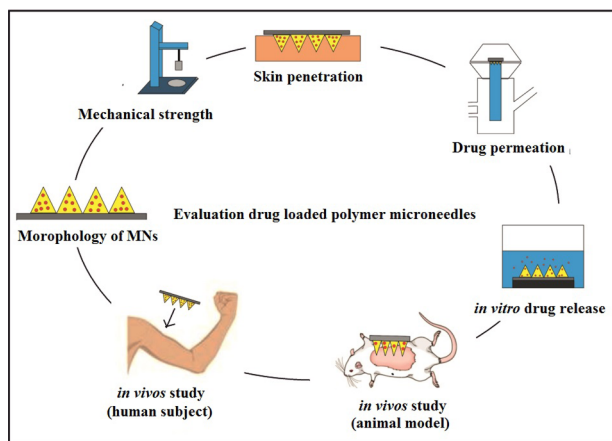 Skin penetration
Mechanical strength
Drug permeation
Morophology of MNs
Evaluation drug loaded polymer microneedles
in vitro drug release
in vivos study
(human subject)
in vivos study
(animal model)